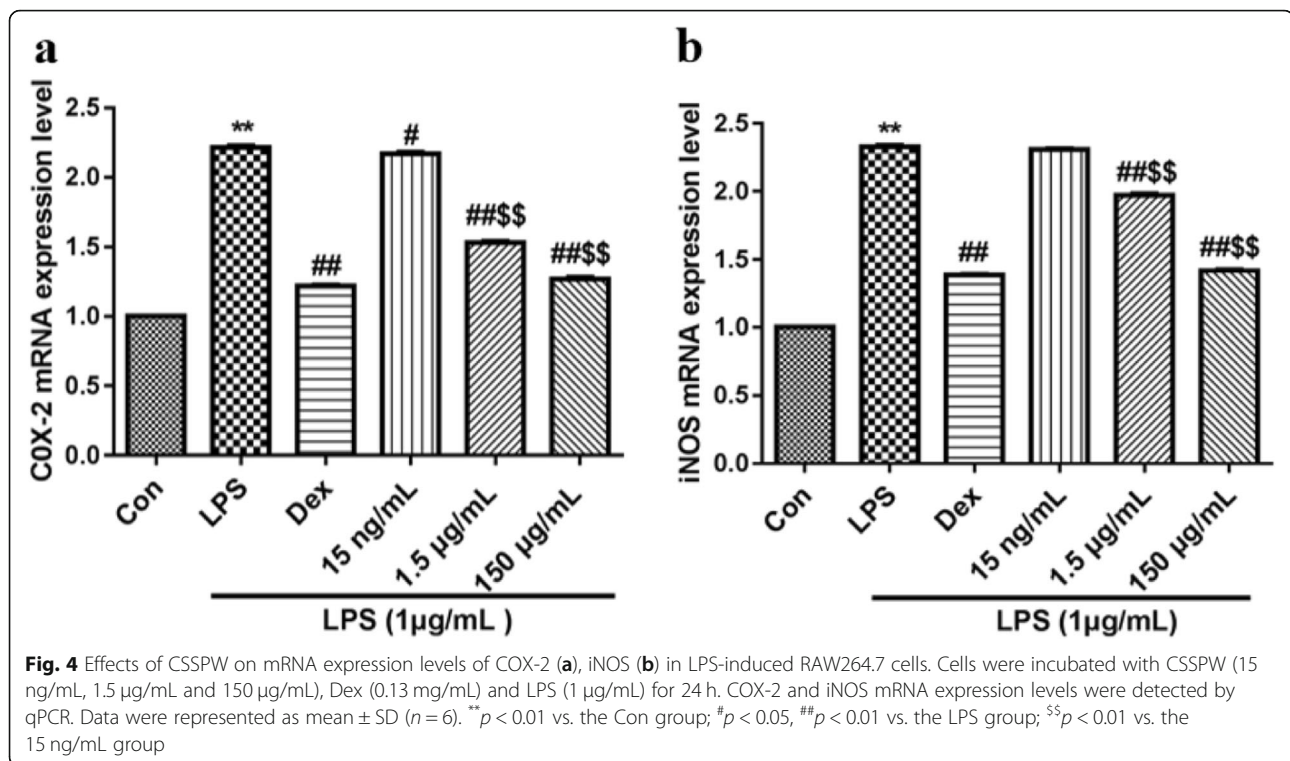 a
C0X-2 mRNA expression level
2.5
2.0
1.5
1.0
0.5
0.0
**
##
#
##$$
##$$
Con
LPS
Dex
15 ng/mL
1.5 μg/mL
150 μg/mL
LPS (1μg/mL )
b
iNOS mRNA expression level
2.5
2.0
1.5
1.0
0.5
0.0
**
##
##$$
##$$
Con
LPS
Dex
15 ng/mL
1.5 μg/mL
150 μg/mL
LPS (1μg/mL)
Fig. 4 Effects of CSSPW on mRNA expression levels of COX-2 (a), iNOS (b) in LPS-induced RAW264.7 cells. Cells were incubated with CSSPW (15
ng/mL, 1.5 μg/mL and 150 μg/mL), Dex (0.13 mg/mL) and LPS (1 μg/mL) for 24 h. COX-2 and iNOS mRNA expression levels were detected by
qPCR. Data were represented as mean ± SD (n = 6). **p < 0.01 vs. the Con group; #p < 0.05, ##p < 0.01 vs. the LPS group; $$p < 0.01 vs. the
15 ng/mL group